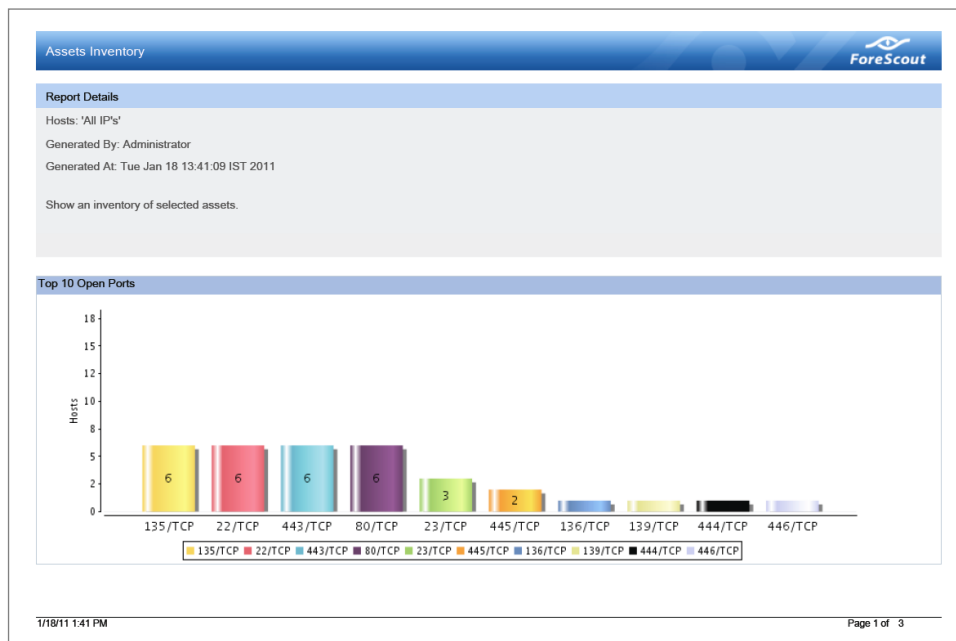 Assets Inventory
ForeScout
Report Details
Hosts: 'All IP's'
Generated By: Administrator
Generated At: Tue Jan 18 13:41:09 IST 2011
Show an inventory of selected assets.
Top 10 Open Ports
18
15
12
10
8
5
2
0
Hosts
6
6
6
6
3
2
135/TCP 22/TCP 443/TCP 80/TCP 23/TCP 445/TCP 136/TCP 139/TCP 444/TCP 446/TCP
135/TCP 22/TCP 443/TCP 80/TCP 23/TCP 445/TCP 136/TCP 139/TCP 444/TCP 446/TCP
1/18/11 1:41 PM
Page 1 of 3